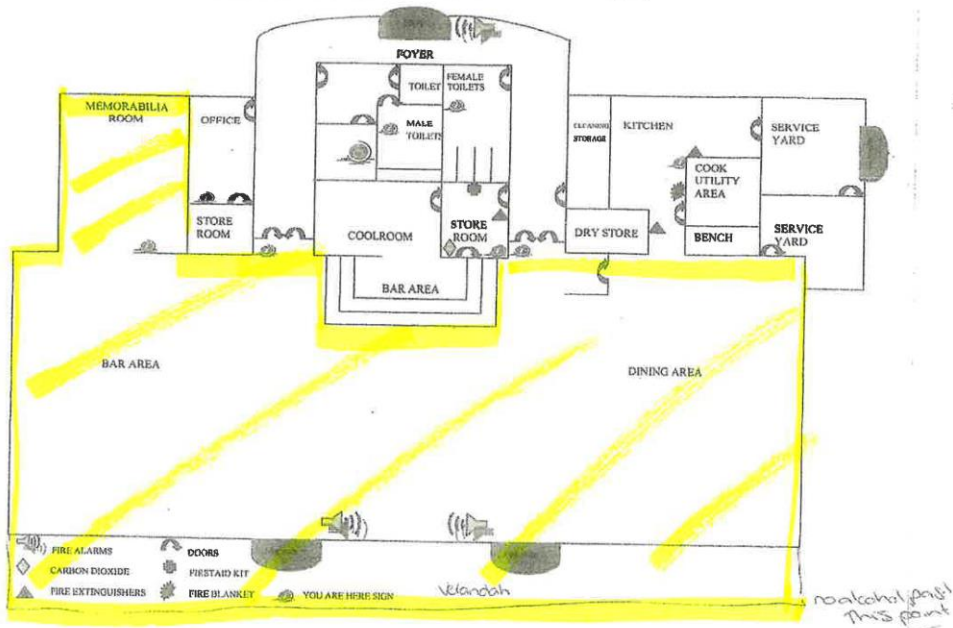 FOYER
TOILET
FEMALE
TOILETS
MEMORABILIA
ROOM
OFFICE
MALE
TOILETS
CLEANERS
STORAGE
KITCHEN
SERVICE
YARD
COOK
UTILITY
AREA
STORE
ROOM
COOLROOM
STORE
ROOM
DRY STORE
BENCH
SERVICE
YARD
BAR AREA
BAR AREA
DINING AREA
FIRE ALARMS
DOORS
CARBON DIOXIDE
FIRSTAID KIT
FIRE EXTINGUISHERS
FIRE BLANKET
YOU ARE HERE SIGN
Verandah
no alcohol past
This point